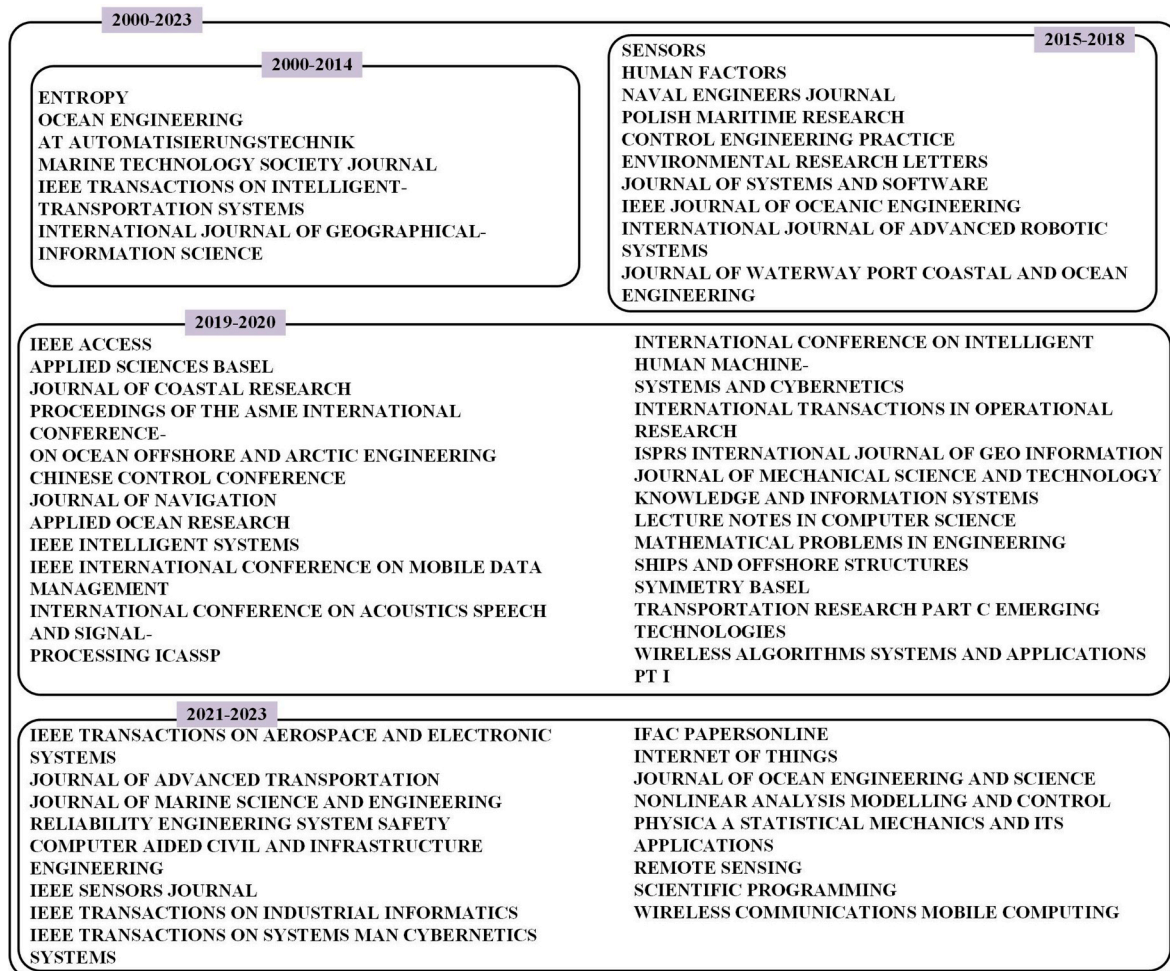 2000-2023
2000-2014
ENTROPY
OCEAN ENGINEERING
AT AUTOMATISIERUNGSTECHNIK
MARINE TECHNOLOGY SOCIETY JOURNAL
IEEE TRANSACTIONS ON INTELLIGENT-
TRANSPORTATION SYSTEMS
INTERNATIONAL JOURNAL OF GEOGRAPHICAL-
INFORMATION SCIENCE
2015-2018
SENSORS
HUMAN FACTORS
NAVAL ENGINEERS JOURNAL
POLISH MARITIME RESEARCH
CONTROL ENGINEERING PRACTICE
ENVIRONMENTAL RESEARCH LETTERS
JOURNAL OF SYSTEMS AND SOFTWARE
IEEE JOURNAL OF OCEANIC ENGINEERING
INTERNATIONAL JOURNAL OF ADVANCED ROBOTIC
SYSTEMS
JOURNAL OF WATERWAY PORT COASTAL AND OCEAN
ENGINEERING
2019-2020
IEEE ACCESS
APPLIED SCIENCES BASEL
JOURNAL OF COASTAL RESEARCH
PROCEEDINGS OF THE ASME INTERNATIONAL
CONFERENCE-
ON OCEAN OFFSHORE AND ARCTIC ENGINEERING
CHINESE CONTROL CONFERENCE
JOURNAL OF NAVIGATION
APPLIED OCEAN RESEARCH
IEEE INTELLIGENT SYSTEMS
IEEE INTERNATIONAL CONFERENCE ON MOBILE DATA
MANAGEMENT
INTERNATIONAL CONFERENCE ON ACOUSTICS SPEECH
AND SIGNAL-
PROCESSING ICASSP
INTERNATIONAL CONFERENCE ON INTELLIGENT
HUMAN MACHINE-
SYSTEMS AND CYBERNETICS
INTERNATIONAL TRANSACTIONS IN OPERATIONAL
RESEARCH
ISPRS INTERNATIONAL JOURNAL OF GEO INFORMATION
JOURNAL OF MECHANICAL SCIENCE AND TECHNOLOGY
KNOWLEDGE AND INFORMATION SYSTEMS
LECTURE NOTES IN COMPUTER SCIENCE
MATHEMATICAL PROBLEMS IN ENGINEERING
SHIPS AND OFFSHORE STRUCTURES
SYMMETRY BASEL
TRANSPORTATION RESEARCH PART C EMERGING
TECHNOLOGIES
WIRELESS ALGORITHMS SYSTEMS AND APPLICATIONS
PT I
2021-2023
IEEE TRANSACTIONS ON AEROSPACE AND ELECTRONIC
SYSTEMS
JOURNAL OF ADVANCED TRANSPORTATION
JOURNAL OF MARINE SCIENCE AND ENGINEERING
RELIABILITY ENGINEERING SYSTEM SAFETY
COMPUTER AIDED CIVIL AND INFRASTRUCTURE
ENGINEERING
IEEE SENSORS JOURNAL
IEEE TRANSACTIONS ON INDUSTRIAL INFORMATICS
IEEE TRANSACTIONS ON SYSTEMS MAN CYBERNETICS
SYSTEMS
IFAC PAPERSONLINE
INTERNET OF THINGS
JOURNAL OF OCEAN ENGINEERING AND SCIENCE
NONLINEAR ANALYSIS MODELLING AND CONTROL
PHYSICA A STATISTICAL MECHANICS AND ITS
APPLICATIONS
REMOTE SENSING
SCIENTIFIC PROGRAMMING
WIRELESS COMMUNICATIONS MOBILE COMPUTING